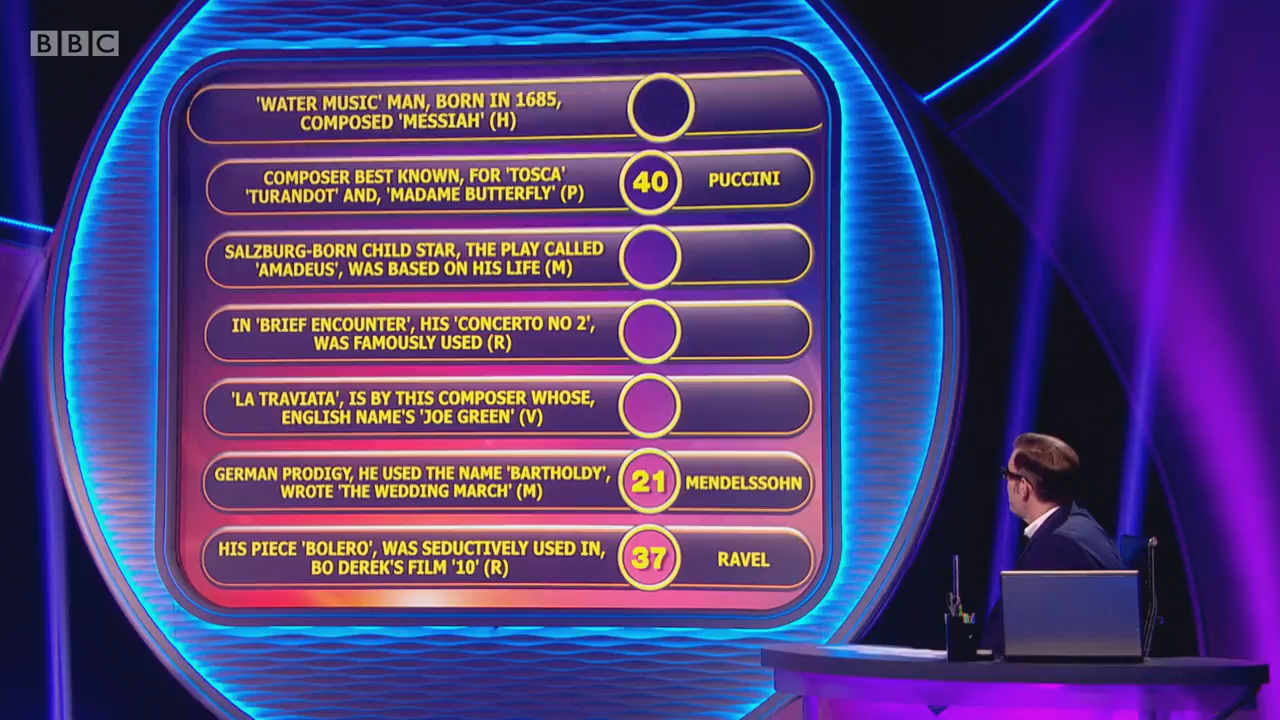 BBC
'WATER MUSIC' MAN, BORN IN 1685,
COMPOSED 'MESSIAH' (H)
COMPOSER BEST KNOWN, FOR 'TOSCA'
'TURANDOT' AND, 'MADAME BUTTERFLY' (P)
40
PUCCINI
SALZBURG-BORN CHILD STAR, THE PLAY CALLED
'AMADEUS', WAS BASED ON HIS LIFE (M)
IN 'BRIEF ENCOUNTER', HIS 'CONCERTO NO 2',
WAS FAMOUSLY USED (R)
'LA TRAVIATA', IS BY THIS COMPOSER WHOSE,
ENGLISH NAME'S 'JOE GREEN' (V)
GERMAN PRODIGY, HE USED THE NAME 'BARTHOLDY',
WROTE 'THE WEDDING MARCH' (M)
21
MENDELSSOHN
HIS PIECE 'BOLERO', WAS SEDUCTIVELY USED IN,
BO DEREK'S FILM '10' (R)
37
RAVEL